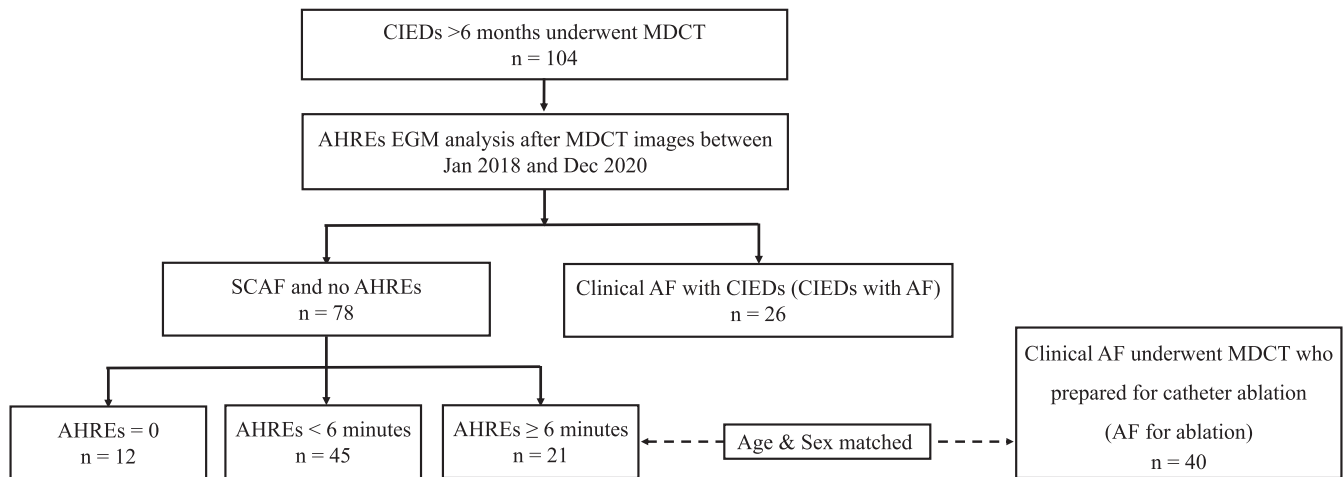 CIEDs >6 months underwent MDCT
n = 104
AHREs EGM analysis after MDCT images between
Jan 2018 and Dec 2020
SCAF and no AHREs
n = 78
Clinical AF with CIEDs (CIEDs with AF)
n = 26
AHREs = 0
n = 12
AHREs < 6 minutes
n = 45
AHREs ≥ 6 minutes
n = 21
Age & Sex matched
Clinical AF underwent MDCT who
prepared for catheter ablation
(AF for ablation)
n = 40